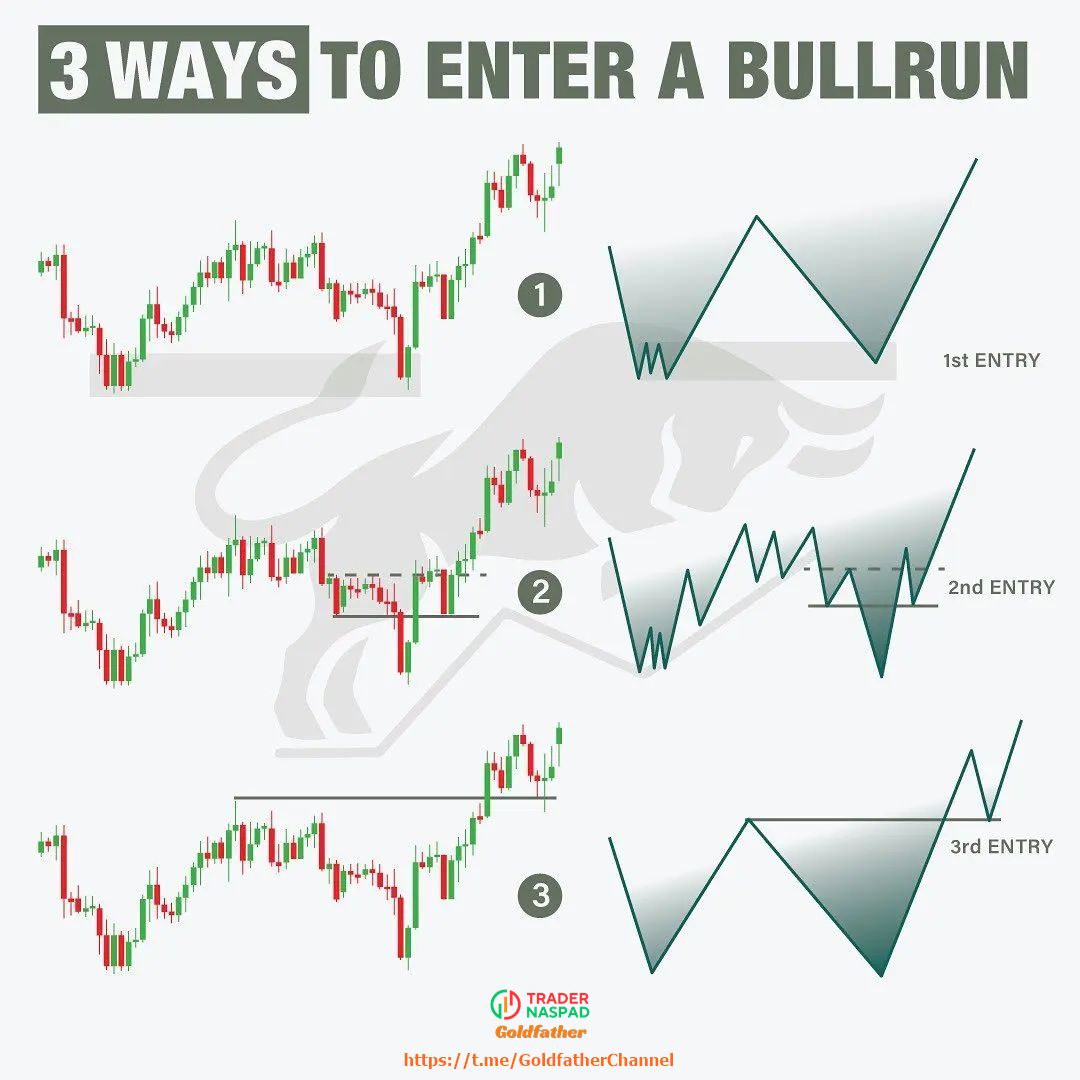 3 WAYS TO ENTER A BULLRUN
1
1st ENTRY
2
2nd ENTRY
3
3rd ENTRY
TRADER
NASPAD
Goldfather
https://t.me/GoldfatherChannel